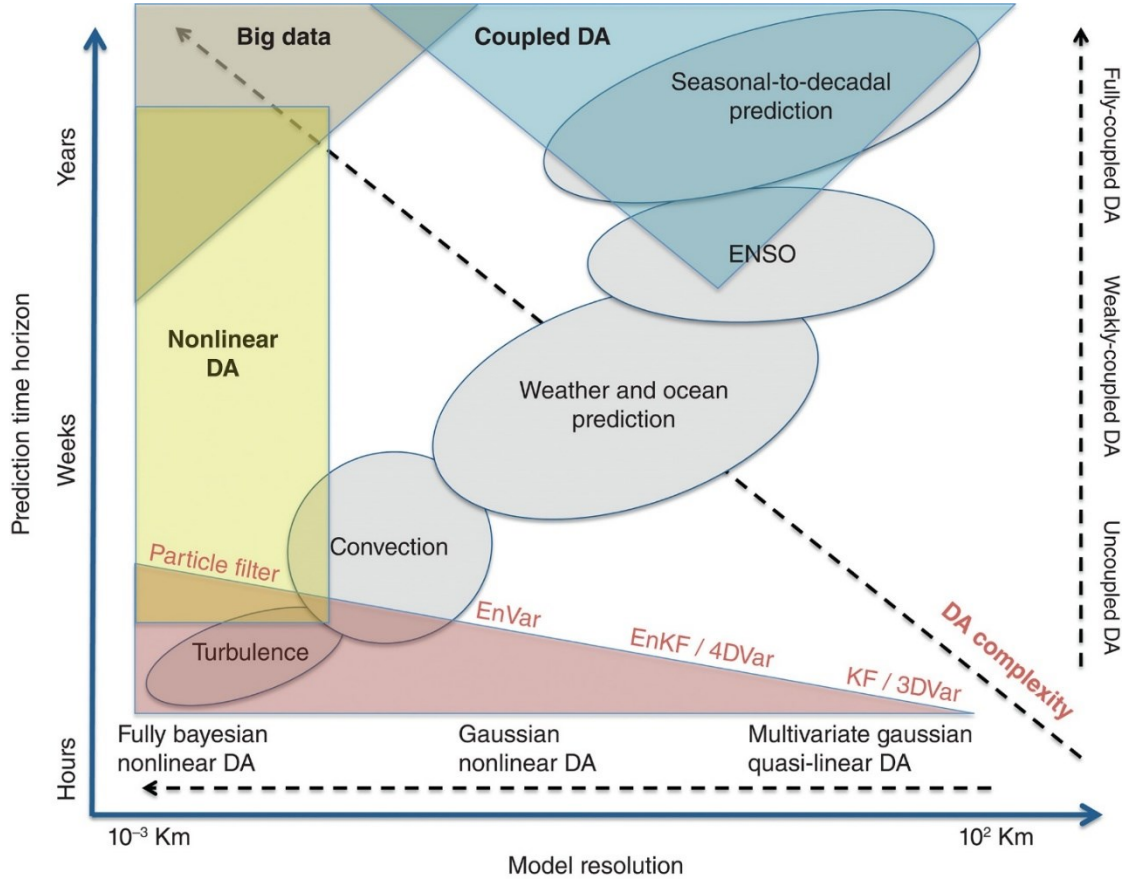 Big data
Coupled DA
Seasonal-to-decadal
prediction
ENSO
Nonlinear
DA
Weather and ocean
prediction
Convection
Particle filter
Turbulence
EnVar
EnKF / 4DVar
KF / 3DVar
DA complexity
Fully bayesian
nonlinear DA
Gaussian
nonlinear DA
Multivariate gaussian
quasi-linear DA
Prediction time horizon
Years
Weeks
Hours
Fully-coupled DA
Weakly-coupled DA
Uncoupled DA
10⁻³ Km
10² Km
Model resolution